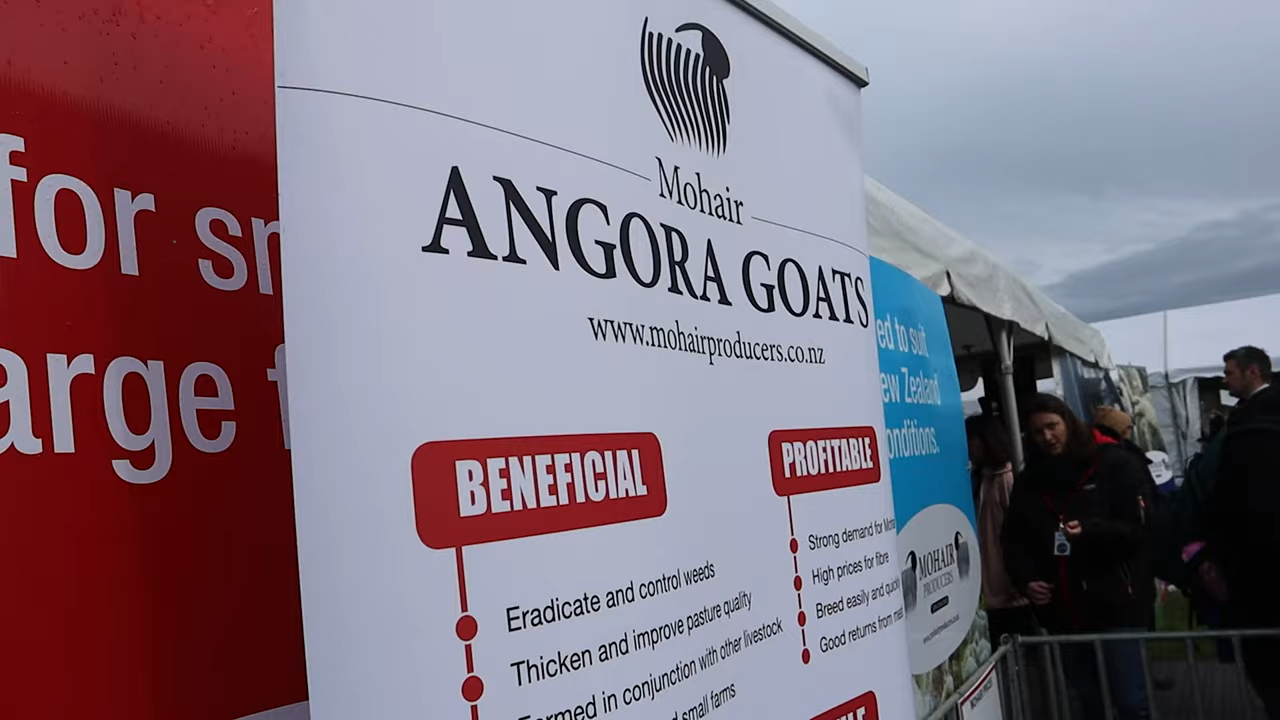 for
arge
Mohair
ANGORA GOATS
www.mohairproducers.co.nz
BENEFICIAL
Eradicate and control weeds
Thicken and improve pasture quality
Farmed in conjunction with other livestock
small farms
PROFITABLE
Strong demand for
High prices for fibre
Breed easily and
Good returns from
ed to suit
ew Zealand
onditions.
MOHAIR
PRODUCERS